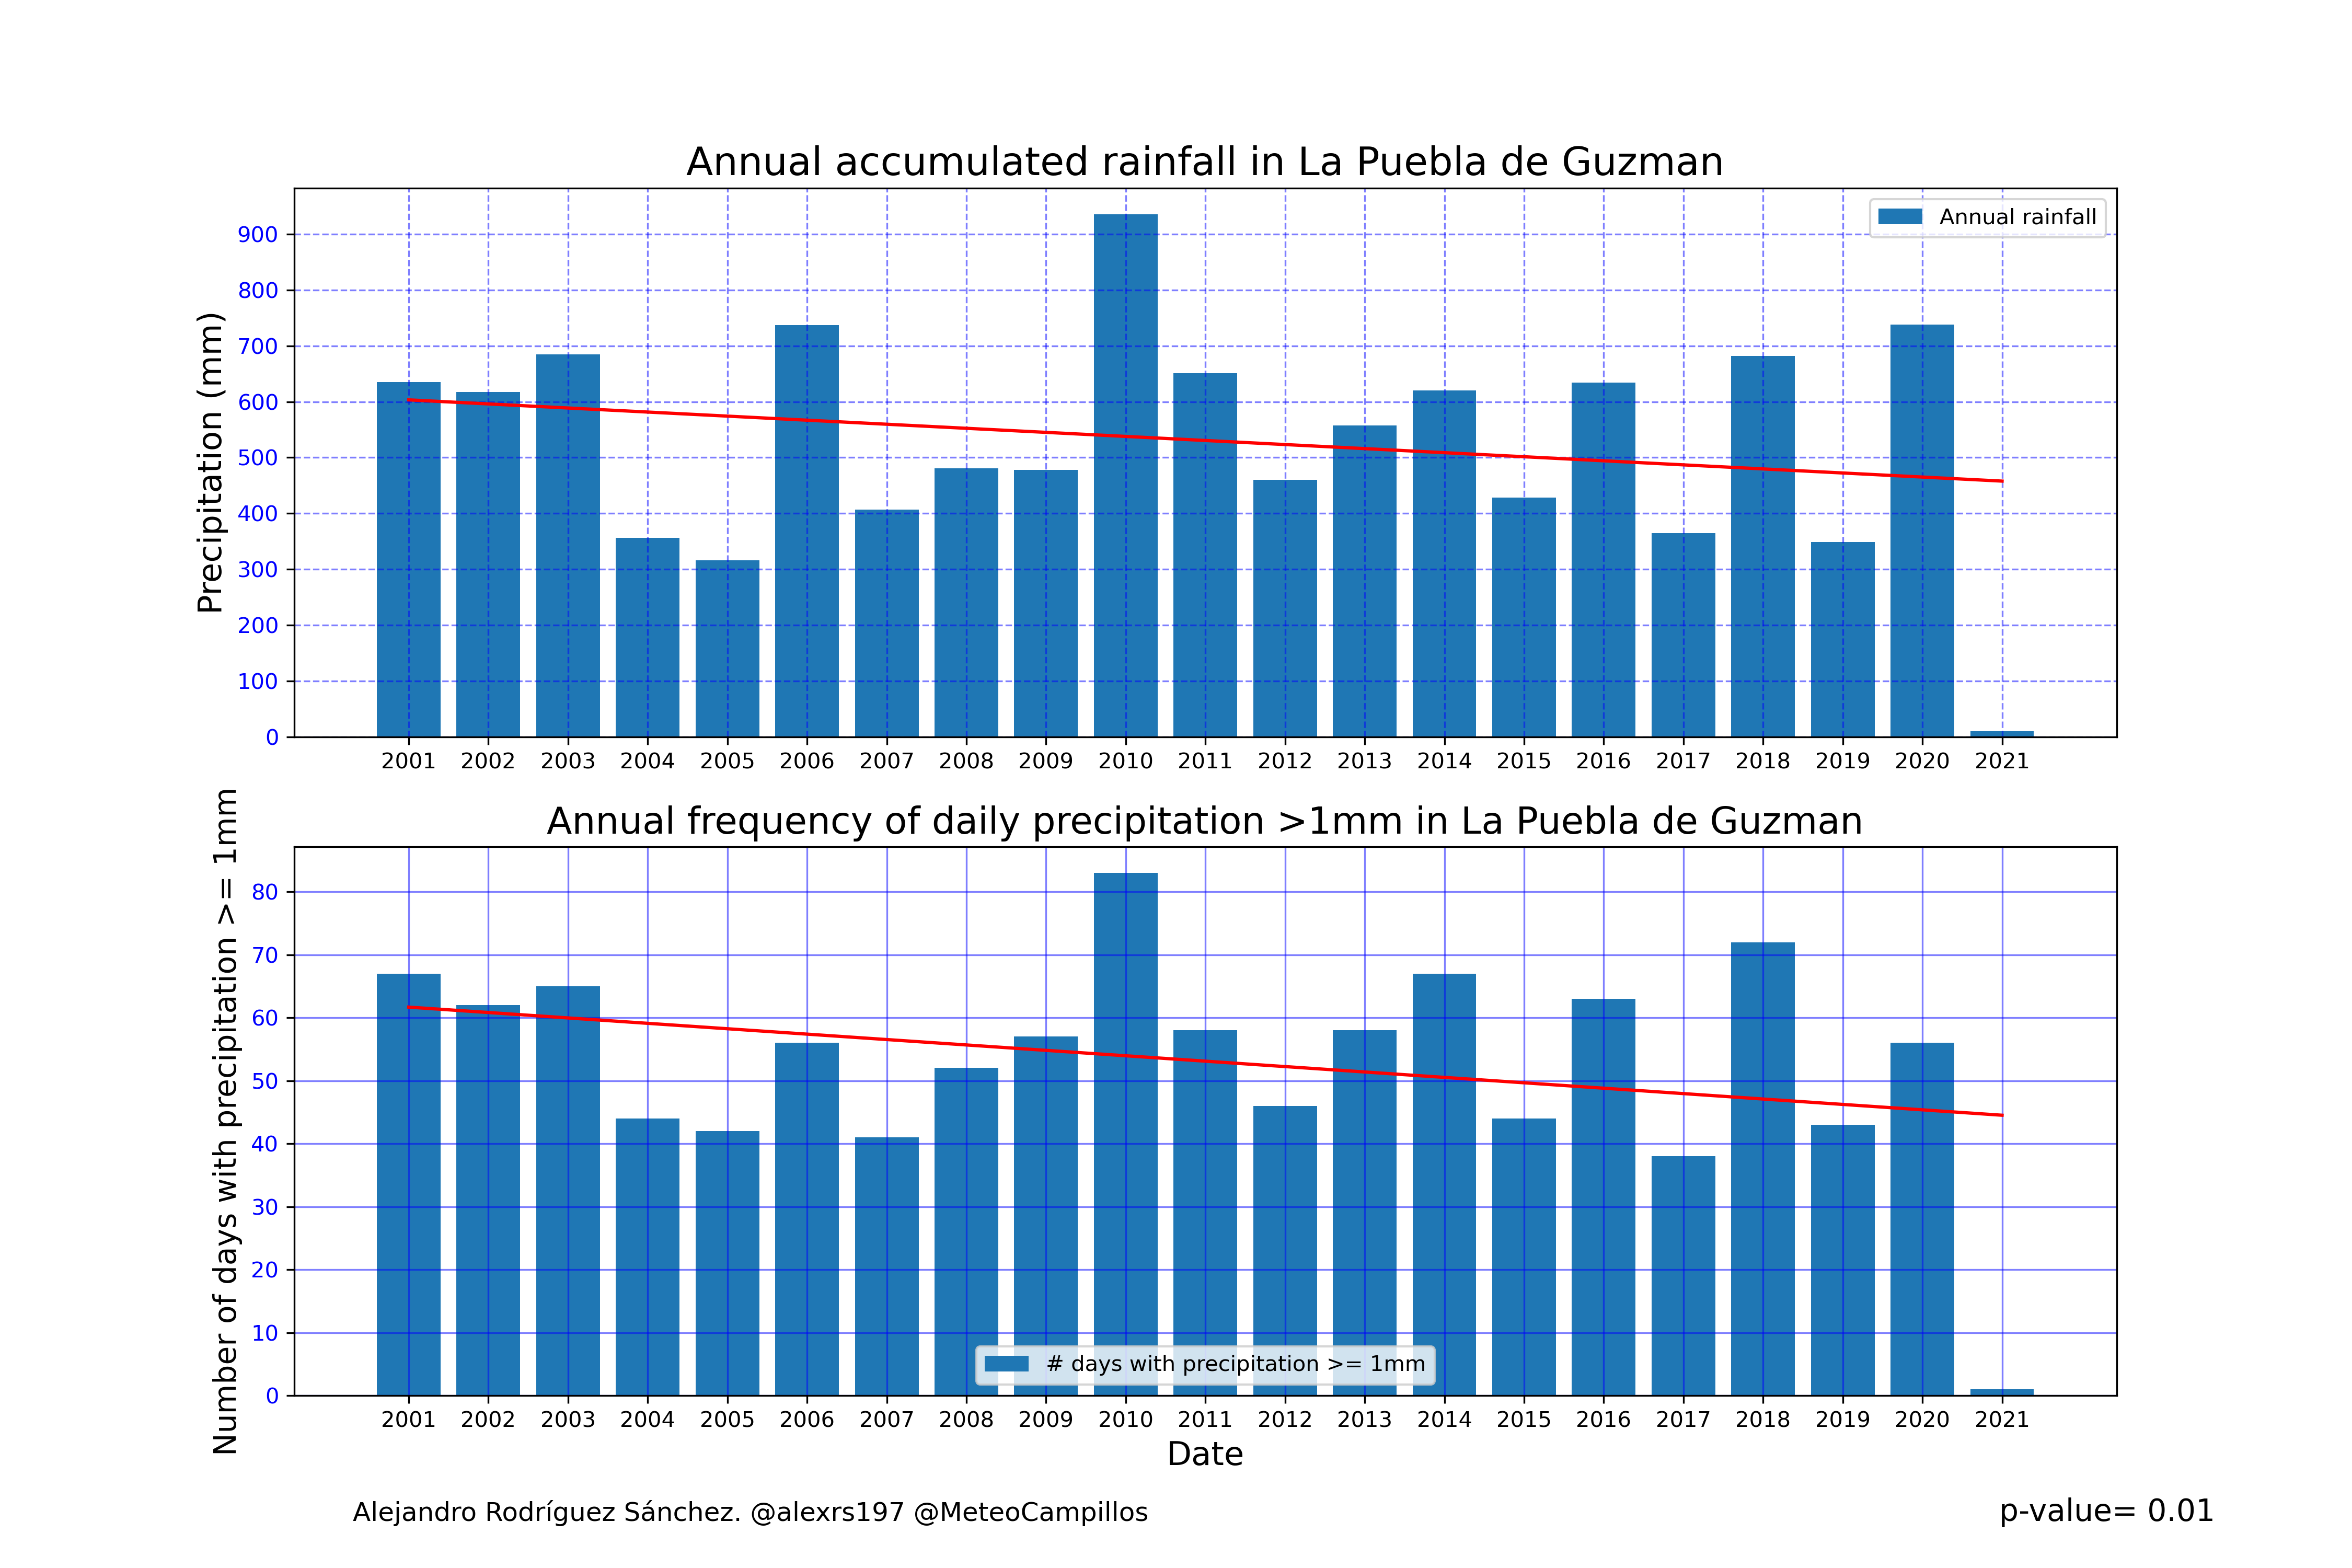 Annual accumulated rainfall in La Puebla de Guzman
Precipitation (mm)
900
800
700
600
500
400
300
200
100
0
Annual rainfall
2001 2002 2003 2004 2005 2006 2007 2008 2009 2010 2011 2012 2013 2014 2015 2016 2017 2018 2019 2020 2021
Annual frequency of daily precipitation >1mm in La Puebla de Guzman
Number of days with precipitation >= 1mm
80
70
60
50
40
30
20
10
0
# days with precipitation >= 1mm
2001 2002 2003 2004 2005 2006 2007 2008 2009 2010 2011 2012 2013 2014 2015 2016 2017 2018 2019 2020 2021
Date
Alejandro Rodríguez Sánchez. @alexrs197 @MeteoCampillos
p-value= 0.01